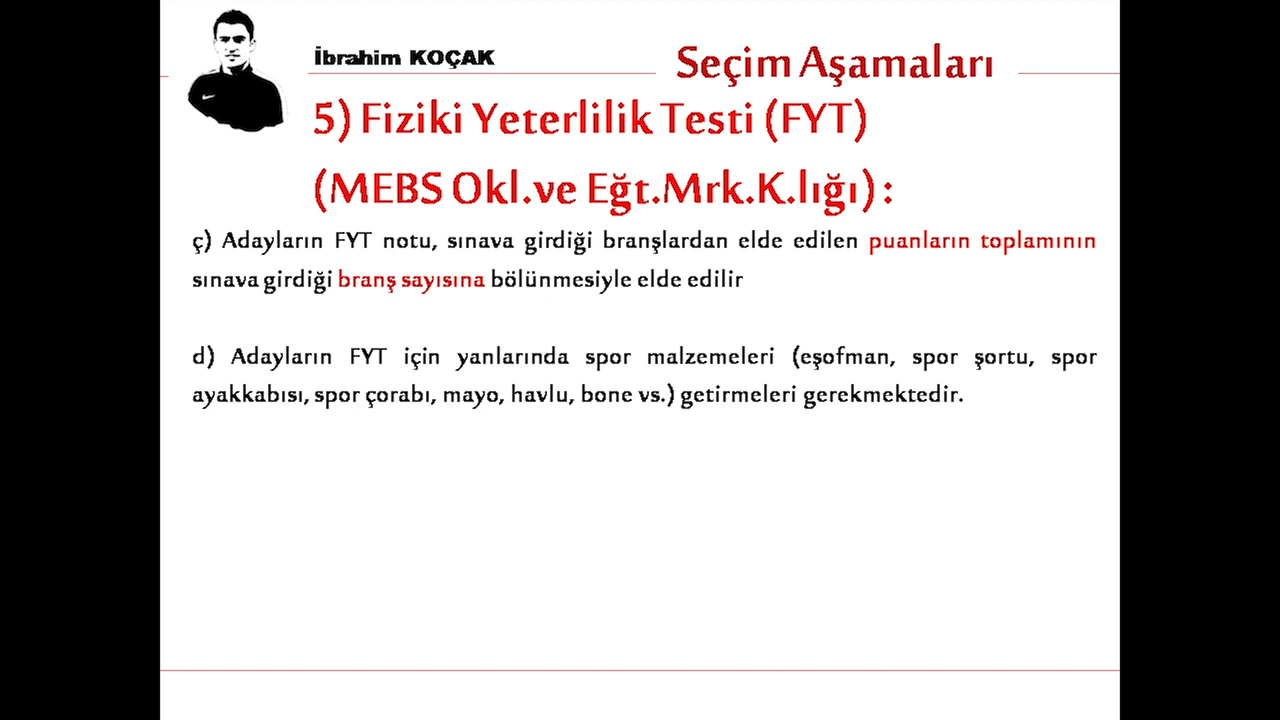 İbrahim KOÇAK
Seçim Aşamaları
5) Fiziki Yeterlilik Testi (FYT)
(MEBS Okl.ve Eğt.Mrk.K.lığı) :
ç) Adayların FYT notu, sınava girdiği branşlardan elde edilen puanların toplamının
sınava girdiği branş sayısına bölünmesiyle elde edilir
d) Adayların FYT için yanlarında spor malzemeleri (eşofman, spor şortu, spor
ayakkabısı, spor çorabı, mayo, havlu, bone vs.) getirmeleri gerekmektedir.